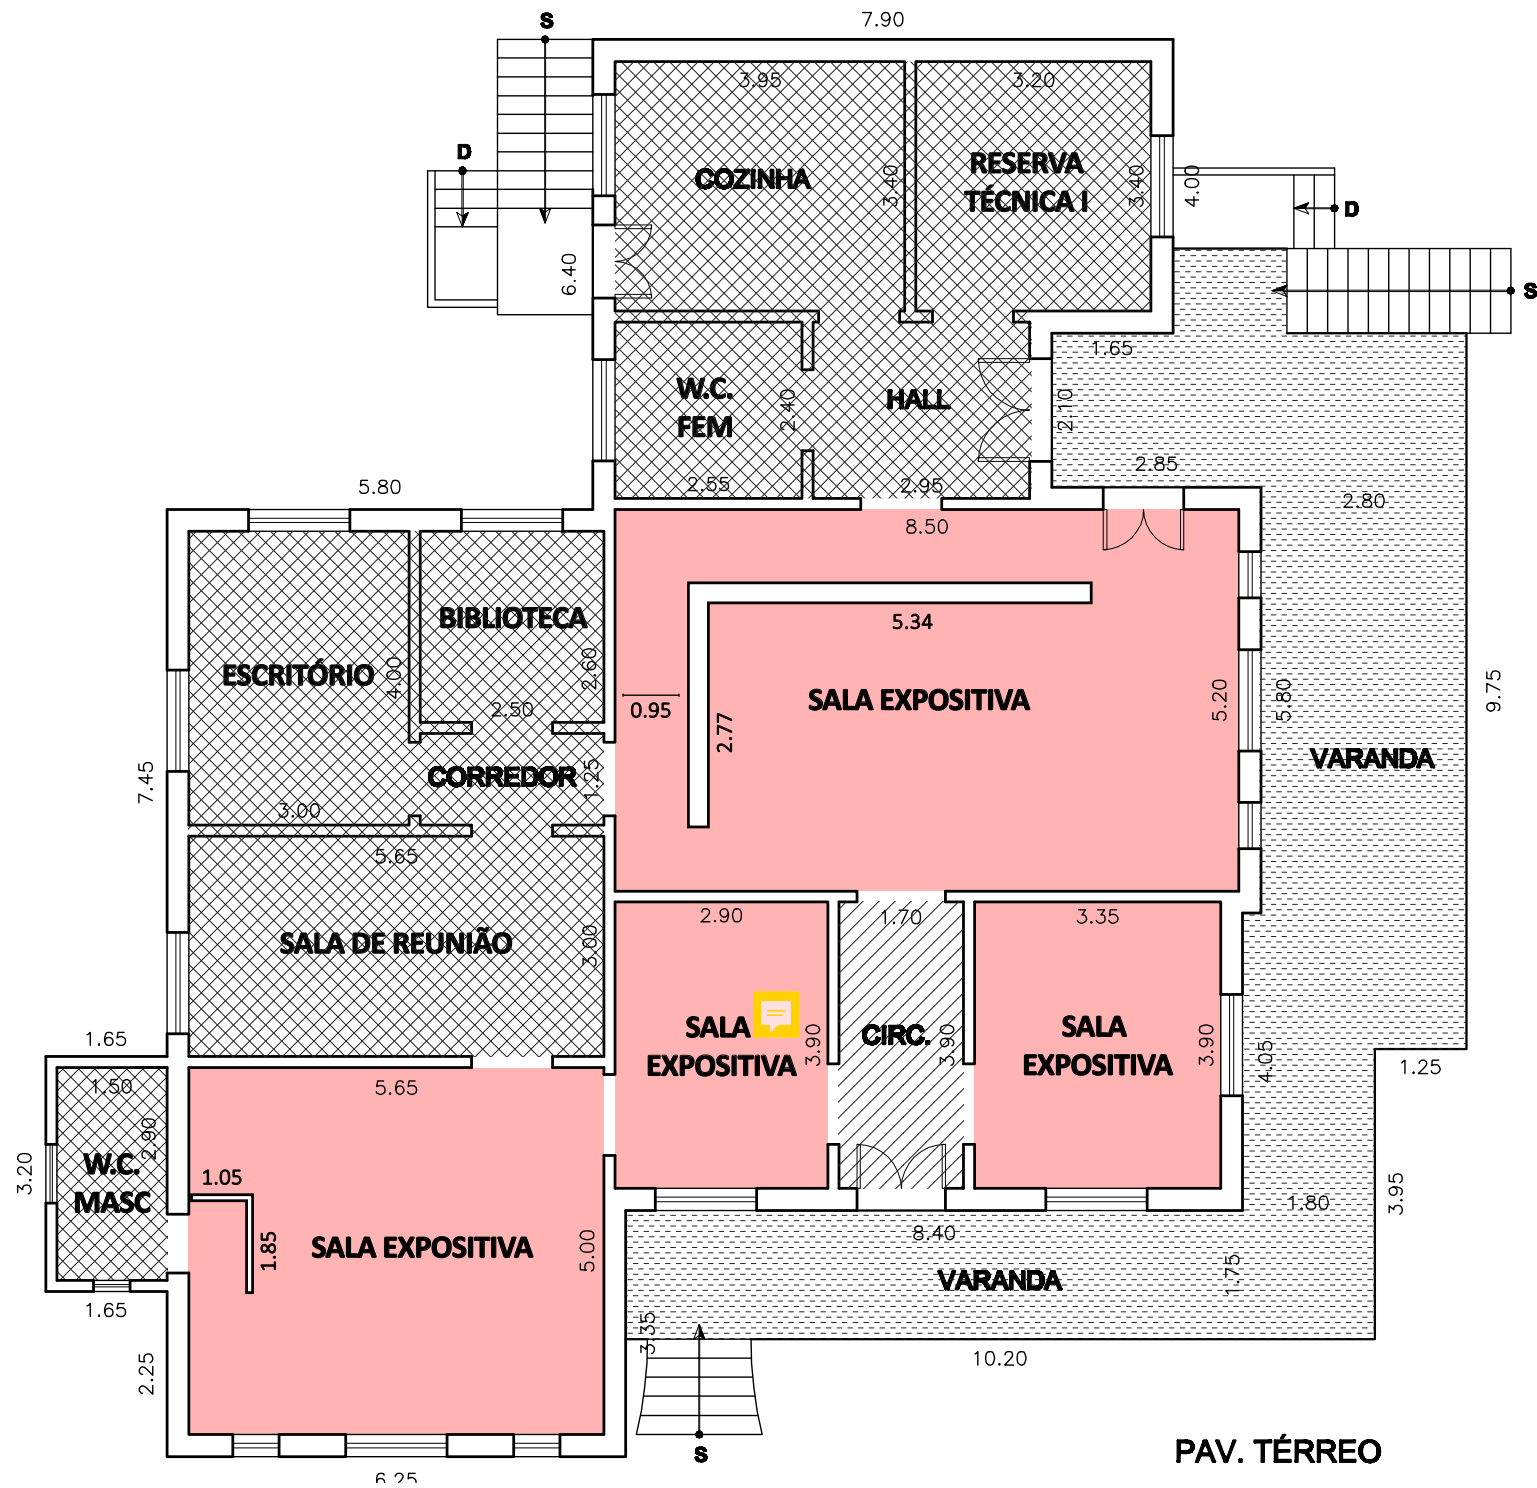 7.90
S
3.95
3.20
D
COZINHA
3.40
RESERVA
TÉCNICA I
3.40
4.00
D
6.40
S
1.65
W.C.
FEM
2.40
HALL
2.10
2.85
2.55
2.95
5.80
2.80
8.50
BIBLIOTECA
5.34
ESCRITÓRIO
4.00
2.60
0.95
2.77
SALA EXPOSITIVA
5.20
5.80
9.75
2.50
VARANDA
7.45
CORREDOR
1.25
3.00
5.65
2.90
1.70
3.35
SALA DE REUNIÃO
3.00
SALA
EXPOSITIVA
3.90
CIRC.
3.90
SALA
EXPOSITIVA
3.90
4.05
1.65
1.25
1.50
5.65
2.90
3.20
W.C.
MASC
1.05
1.85
SALA EXPOSITIVA
5.00
8.40
1.80
3.95
VARANDA
1.75
1.65
3.35
10.20
2.25
S
PAV. TÉRREO
6.25